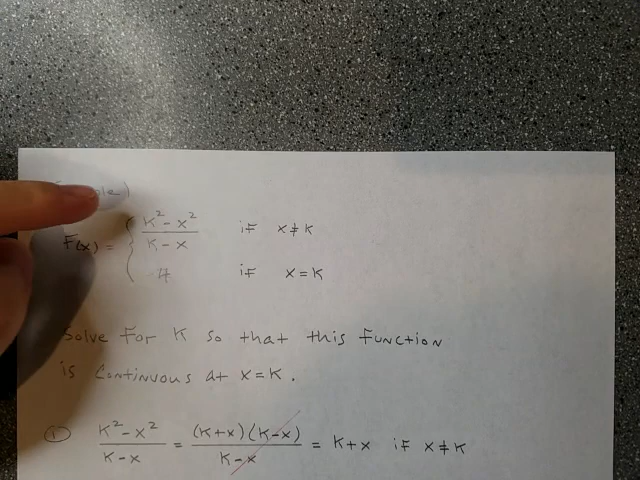 F(x) = { K² - x² / K - x if x ≠ K
4 if x = K
Solve for K so that this function
is continuous at x = K.
① K² - x² / K - x = (K + x)(K - x) / K - x = K + x if x ≠ K